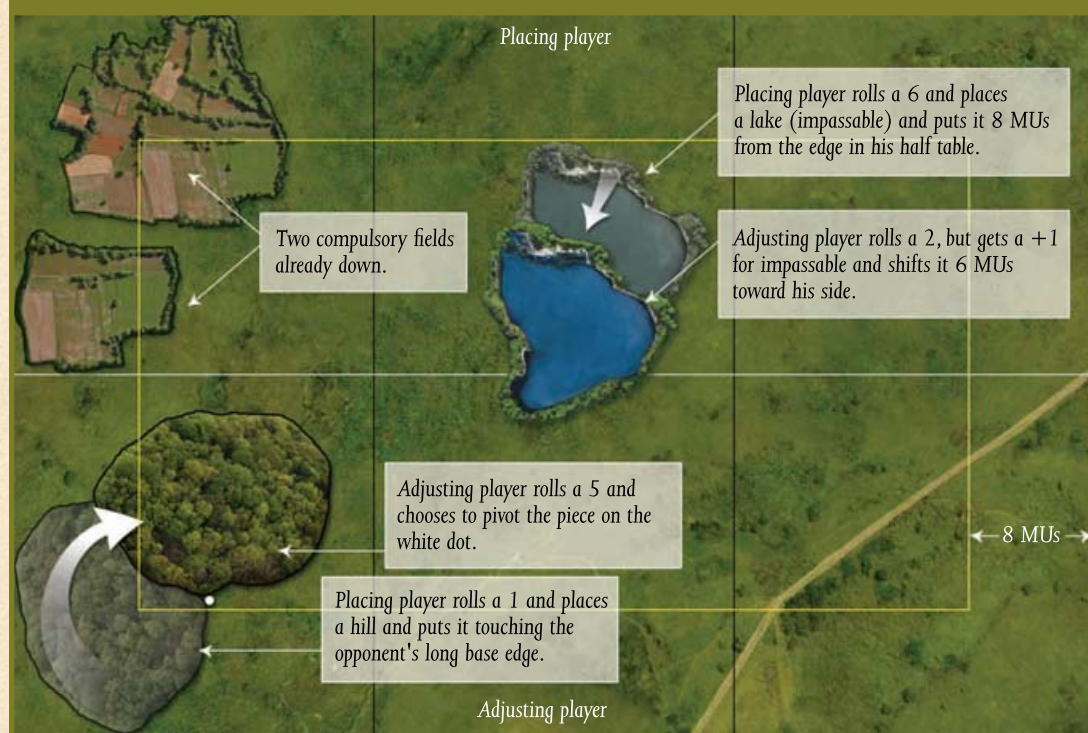 Placing player
Placing player rolls a 6 and places
a lake (impassable) and puts it 8 MUs
from the edge in his half table.
Two compulsory fields
already down.
Adjusting player rolls a 2, but gets a +1
for impassable and shifts it 6 MUs
toward his side.
Adjusting player rolls a 5 and
chooses to pivot the piece on the
white dot.
8 MUs
Placing player rolls a 1 and places
a hill and puts it touching the
opponent's long base edge.
Adjusting player